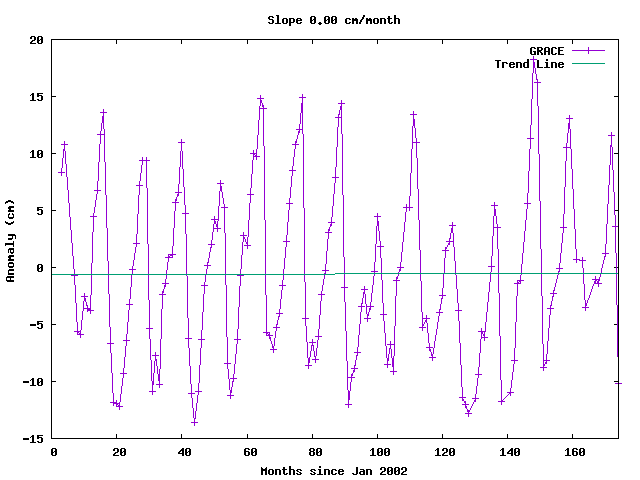 Slope 0.00 cm/month
20
15
10
5
0
-5
-10
-15
Anomaly (cm)
GRACE
Trend Line
0 20 40 60 80 100 120 140 160
Months since Jan 2002